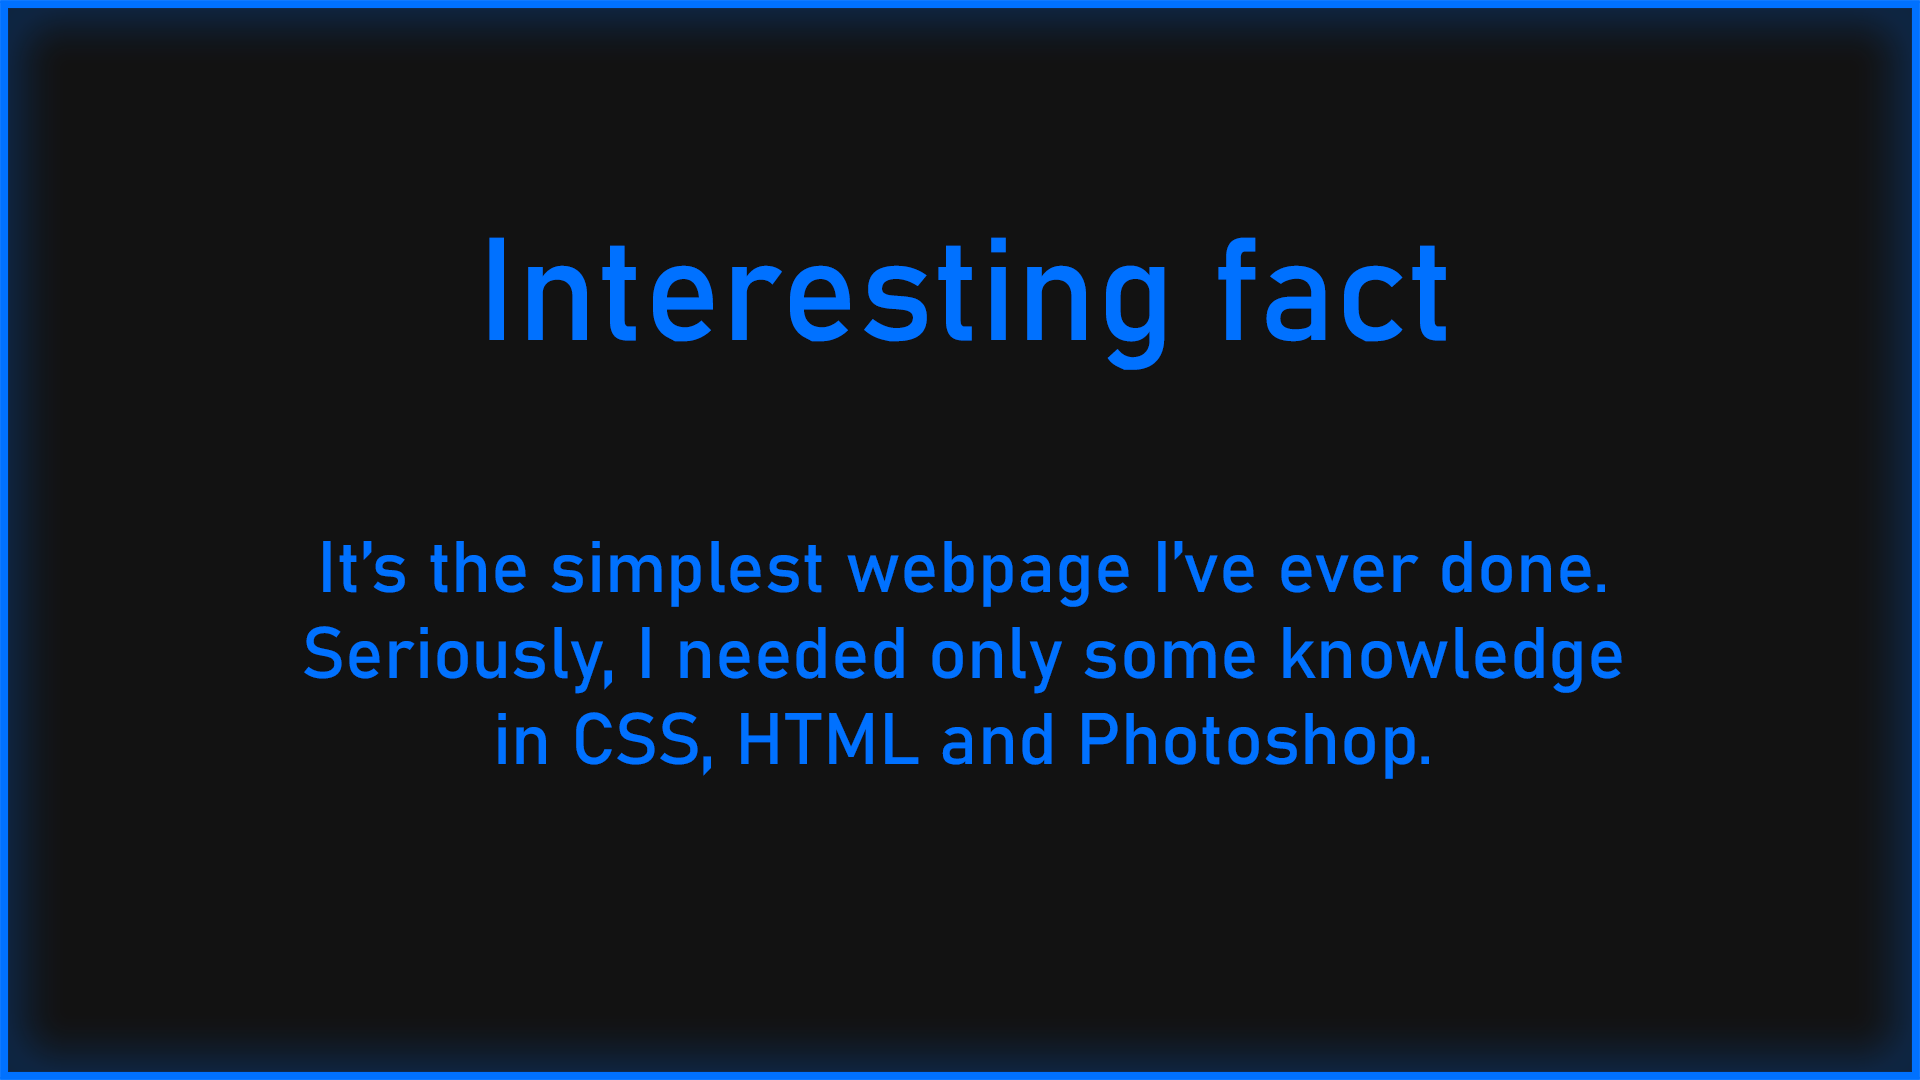 Interesting fact
It’s the simplest webpage I’ve ever done.
Seriously, I needed only some knowledge
in CSS, HTML and Photoshop.